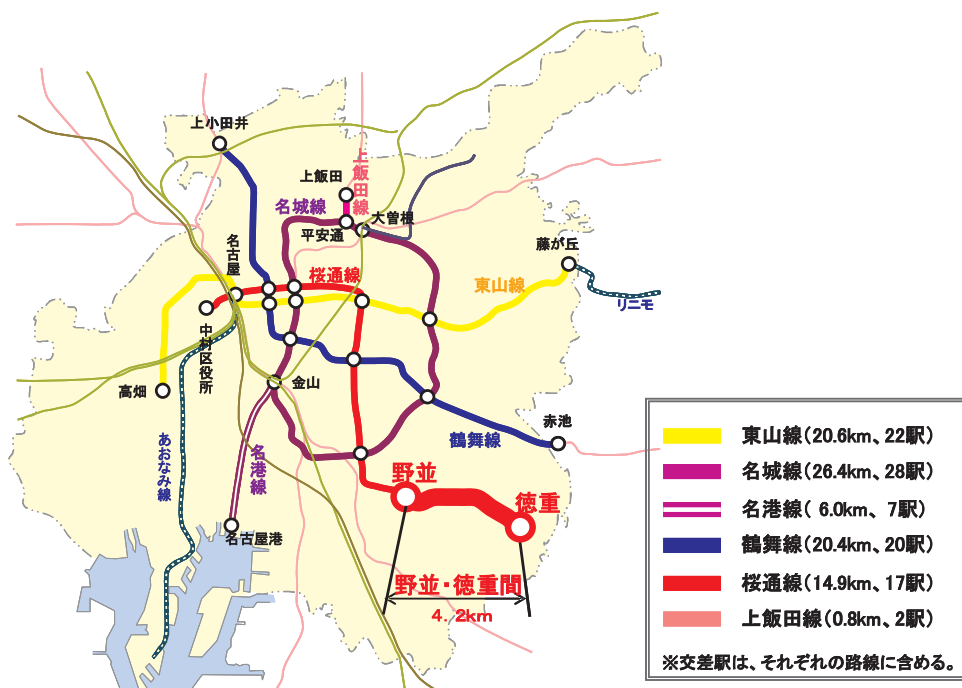 上小田井
上飯田
上飯田線
名城線
大曽根
平安通
名古屋
藤が丘
桜通線
東山線
リニモ
中村区役所
高畑
金山
赤池
鶴舞線
あおなみ線
名港線
野並
徳重
名古屋港
野並・徳重間
4.2km
東山線(20.6km、22駅)
名城線(26.4km、28駅)
名港線( 6.0km、 7駅)
鶴舞線(20.4km、20駅)
桜通線(14.9km、17駅)
上飯田線(0.8km、2駅)
※交差駅は、それぞれの路線に含める。